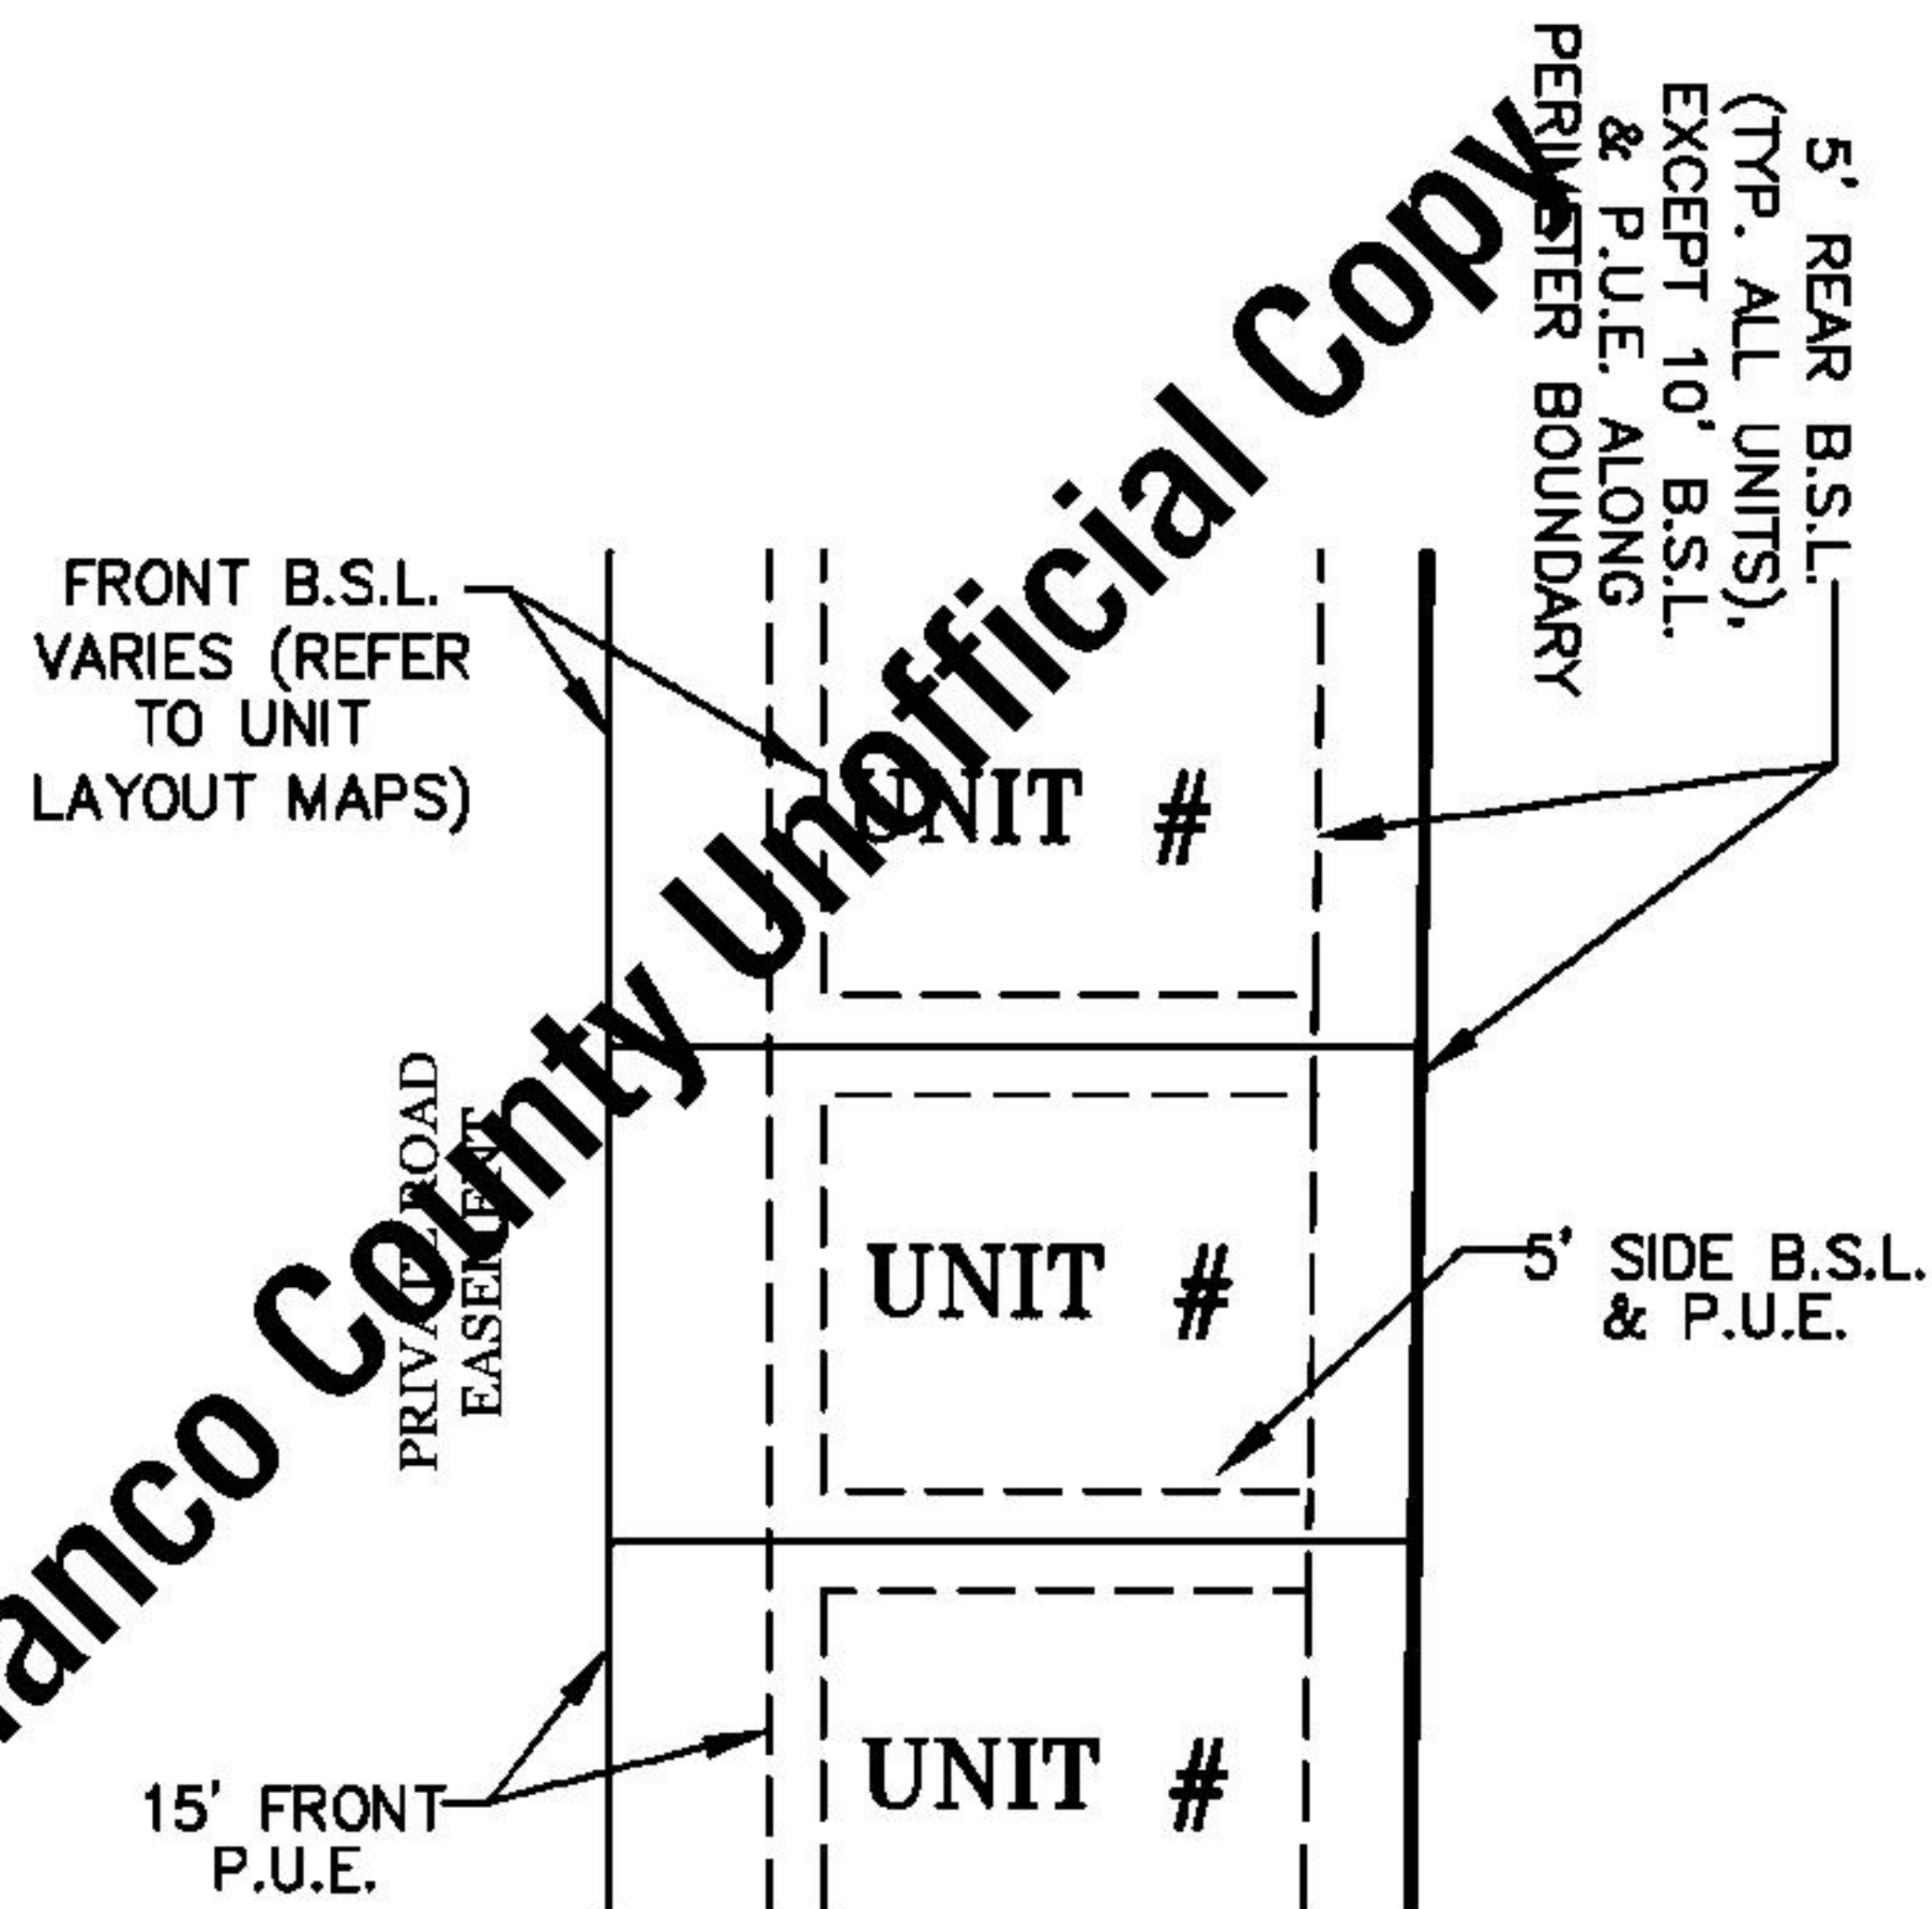 5' REAR B.S.L.
(TYP. ALL UNITS),
EXCEPT 10' B.S.L.
& P.U.E. ALONG
PERIMETER BOUNDARY
FRONT B.S.L.
VARIES (REFER
TO UNIT
LAYOUT MAPS)
UNIT #
PRIVATE ROAD
EASEMENT
UNIT #
5' SIDE B.S.L.
& P.U.E.
UNIT #
15' FRONT
P.U.E.
anco County Unofficial Copy